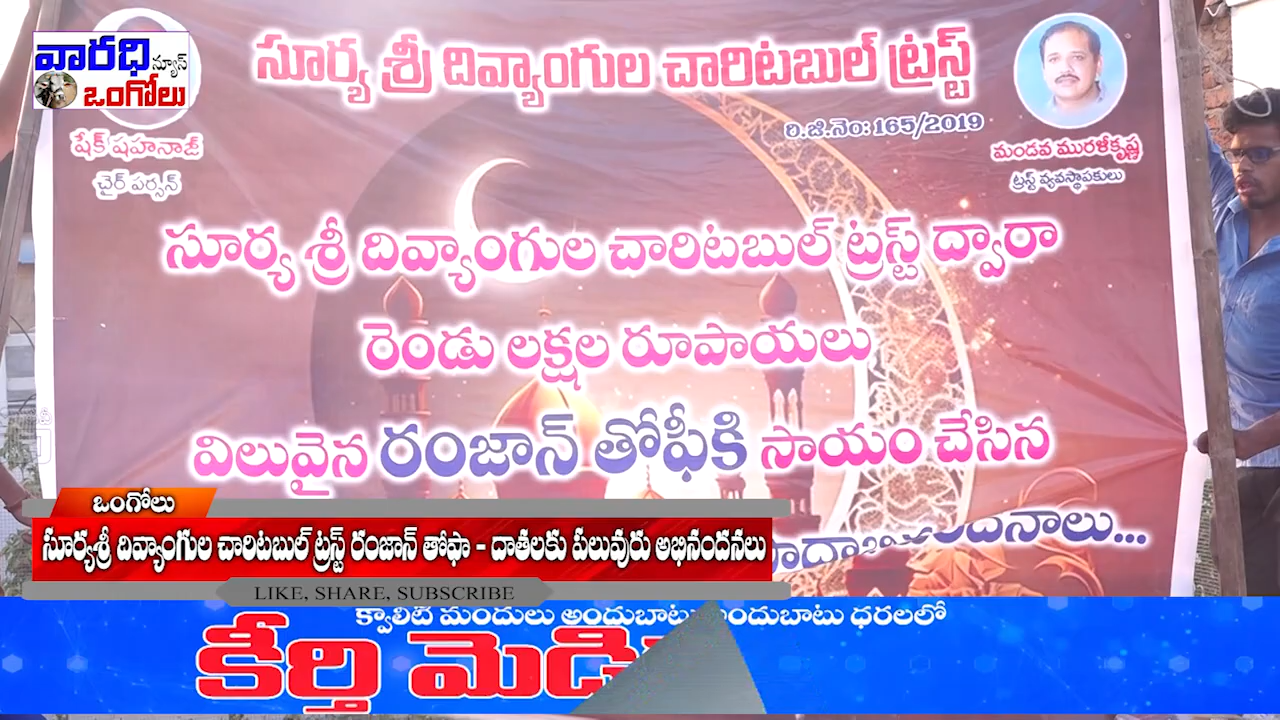 వారధి న్యూస్
ఒంగోలు
సూర్య శ్రీ దివ్యాంగుల చారిటబుల్ ట్రస్ట్
రి.జి.నెం: 165/2019
షేక్ షహనాజ్
చైర్ పర్సన్
మండవ మురళీకృష్ణ
ట్రస్ట్ వ్యవస్థాపకులు
సూర్య శ్రీ దివ్యాంగుల చారిటబుల్ ట్రస్ట్ ద్వారా
రెండు లక్షల రూపాయలు
విలువైన రంజాన్ తోఫీకి సాయం చేసిన
ఒంగోలు
సూర్యశ్రీ దివ్యాంగుల చారిటబుల్ ట్రస్ట్ రంజాన్ తోఫా - దాతలకు పలువురు అభినందనలు
LIKE, SHARE, SUBSCRIBE
క్వాలిటి మందులు అందుబాటు అందుబాటు ధరలలో
కీర్తి